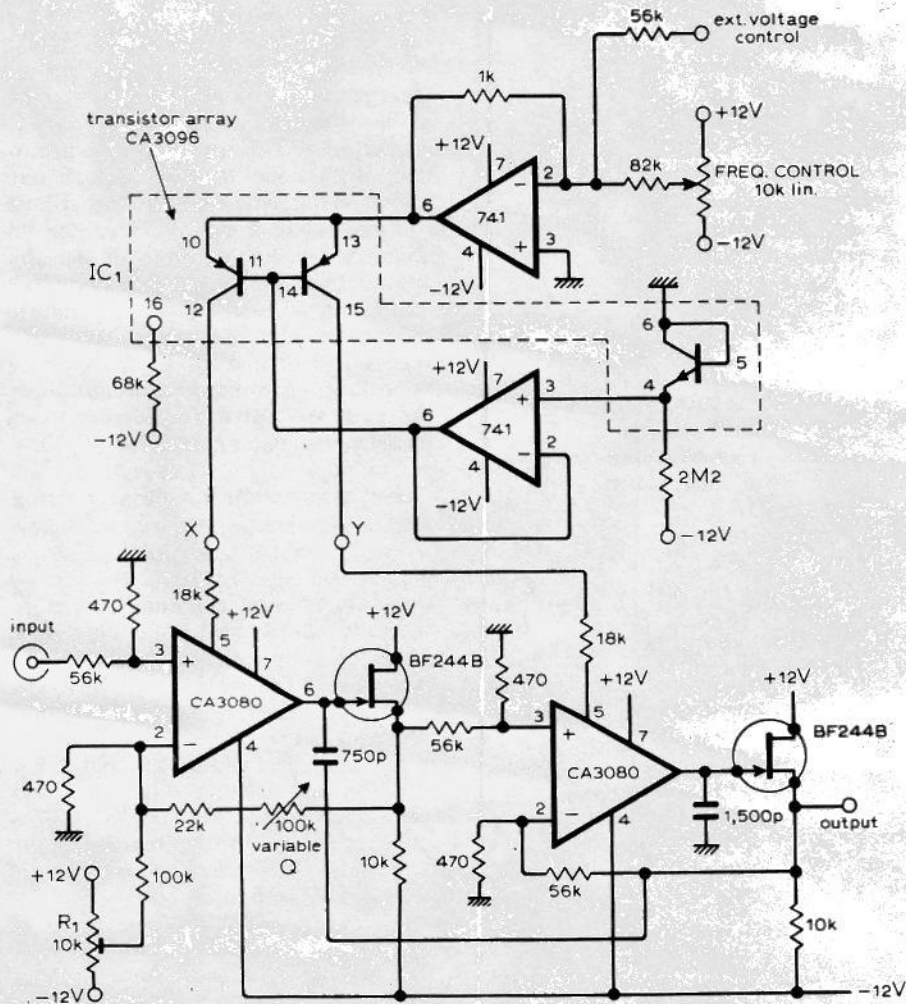 56k
ext. voltage
control
1k
transistor array
CA3096
+12V
+12V
7
2
82k
FREQ. CONTROL
10k lin.
6
−
741
+
3
4
−12V
−12V
10
13
11
14
12
15
IC1
16
68k
−12V
6
5
4
+12V
7
3
+
6
741
−
2
4
−12V
2M2
−12V
X
Y
470
18k
+12V
+12V
input
56k
3
+
5
7
BF244B
CA3080
6
2
−
4
470
18k
+12V
+12V
56k
3
+
5
7
BF244B
CA3080
2
−
4
750p
470
22k
100k
variable
Q
10k
470
56k
1,500p
output
10k
+12V
100k
R1
10k
−12V
−12V